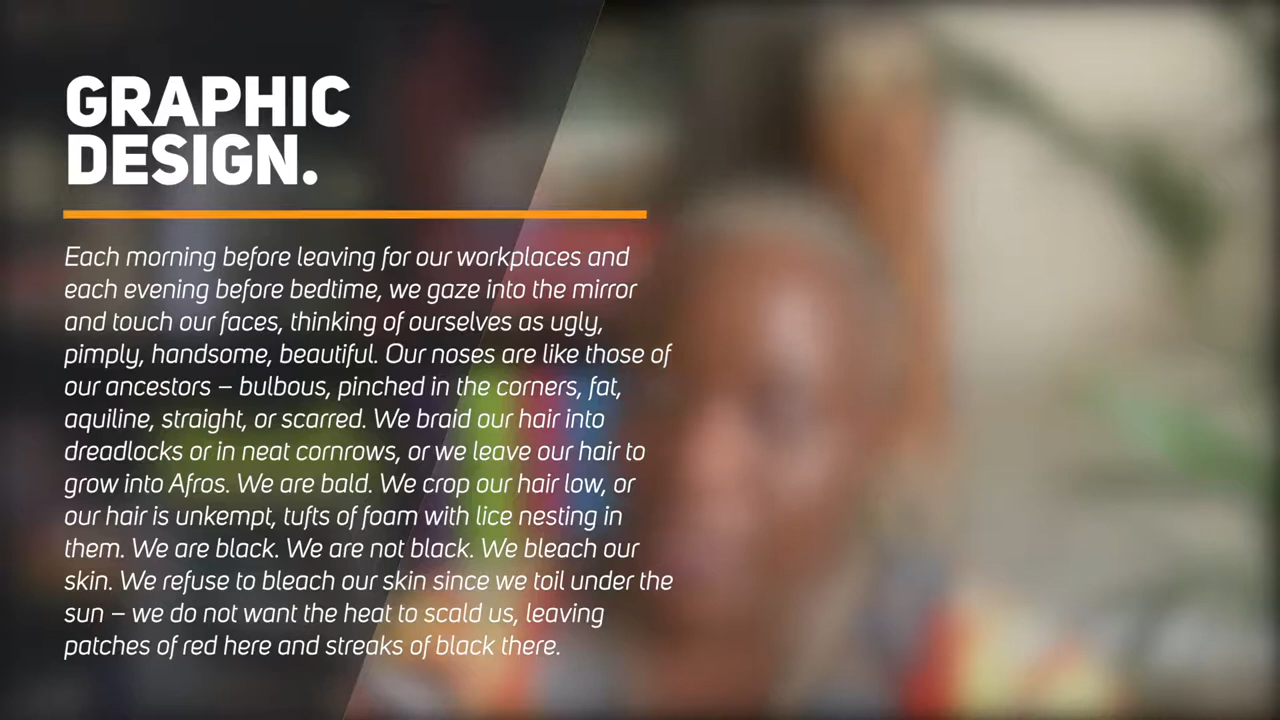 GRAPHIC
DESIGN.
Each morning before leaving for our workplaces and
each evening before bedtime, we gaze into the mirror
and touch our faces, thinking of ourselves as ugly,
pimply, handsome, beautiful. Our noses are like those of
our ancestors – bulbous, pinched in the corners, fat,
aquiline, straight, or scarred. We braid our hair into
dreadlocks or in neat cornrows, or we leave our hair to
grow into Afros. We are bald. We crop our hair low, or
our hair is unkempt, tufts of foam with lice nesting in
them. We are black. We are not black. We bleach our
skin. We refuse to bleach our skin since we toil under the
sun – we do not want the heat to scald us, leaving
patches of red here and streaks of black there.